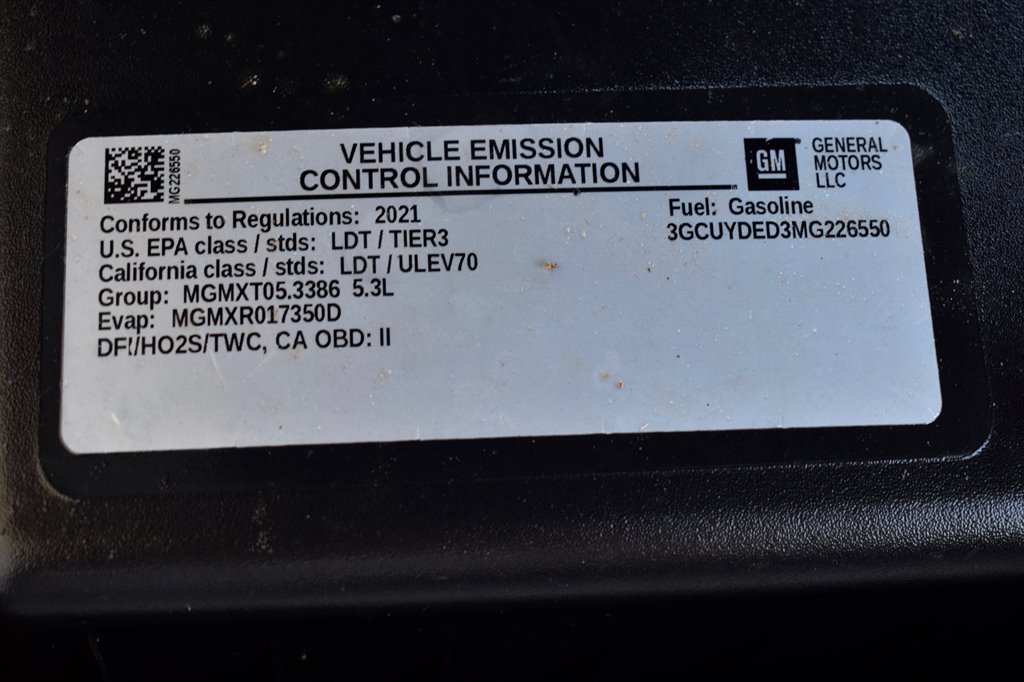 MG226550
VEHICLE EMISSION
CONTROL INFORMATION
GM
GENERAL
MOTORS
LLC
Conforms to Regulations: 2021
U.S. EPA class / stds: LDT / TIER3
California class / stds: LDT / ULEV70
Group: MGMXT05.3386 5.3L
Evap: MGMXR017350D
DFI/HO2S/TWC, CA OBD: II
Fuel: Gasoline
3GCUYDED3MG226550